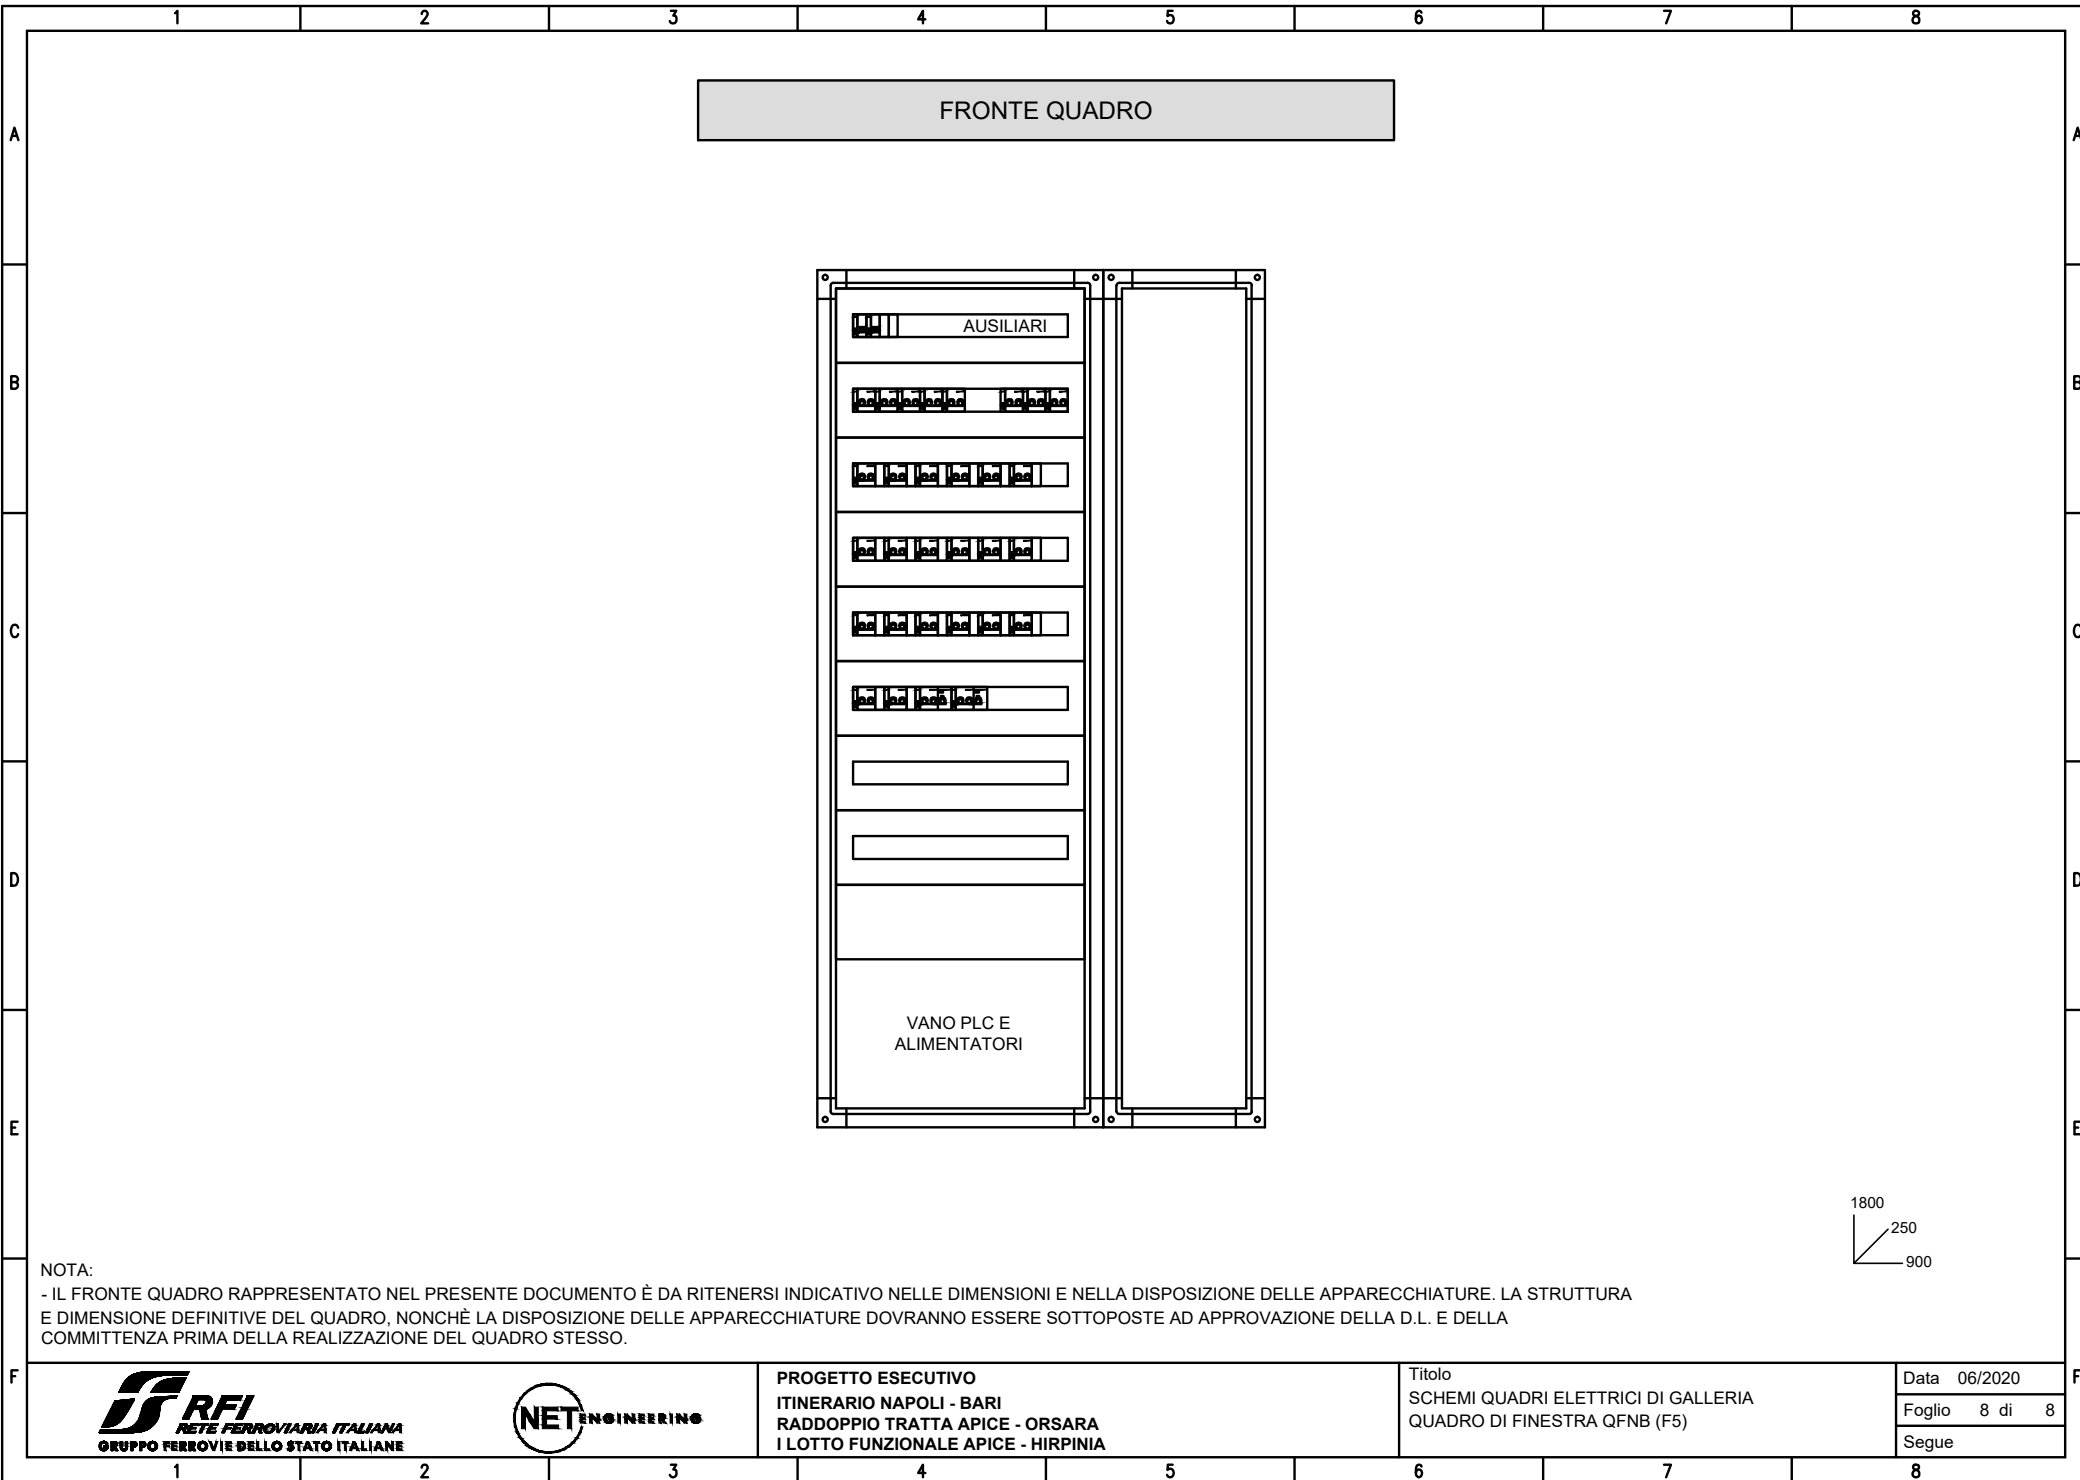 1 2 3 4 5 6 7 8
FRONTE QUADRO
A A
AUSILIARI
B B
C C
D D
VANO PLC E
ALIMENTATORI
E E
1800
250
900
NOTA:
- IL FRONTE QUADRO RAPPRESENTATO NEL PRESENTE DOCUMENTO È DA RITENERSI INDICATIVO NELLE DIMENSIONI E NELLA DISPOSIZIONE DELLE APPARECCHIATURE. LA STRUTTURA
E DIMENSIONE DEFINITIVE DEL QUADRO, NONCHÈ LA DISPOSIZIONE DELLE APPARECCHIATURE DOVRANNO ESSERE SOTTOPOSTE AD APPROVAZIONE DELLA D.L. E DELLA
COMMITTENZA PRIMA DELLA REALIZZAZIONE DEL QUADRO STESSO.
F F
RFI
RETE FERROVIARIA ITALIANA
GRUPPO FERROVIE DELLO STATO ITALIANE
NET ENGINEERING
PROGETTO ESECUTIVO
ITINERARIO NAPOLI - BARI
RADDOPPIO TRATTA APICE - ORSARA
I LOTTO FUNZIONALE APICE - HIRPINIA
Titolo
SCHEMI QUADRI ELETTRICI DI GALLERIA
QUADRO DI FINESTRA QFNB (F5)
Data 06/2020
Foglio 8 di 8
Segue
1 2 3 4 5 6 7 8